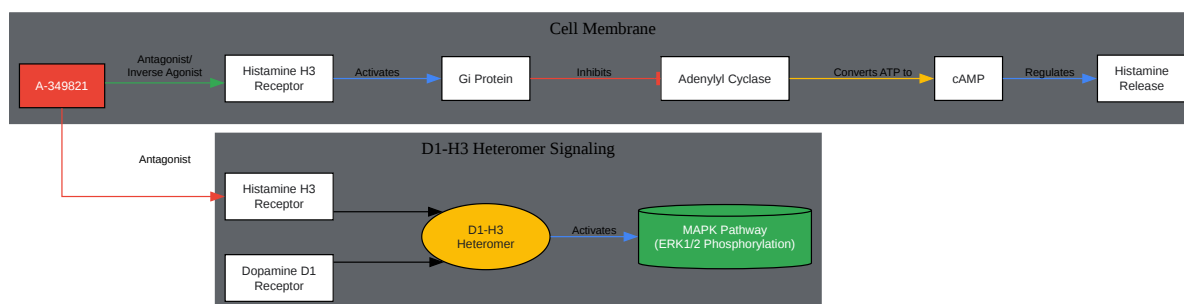 Cell Membrane
A-349821
Antagonist/
Inverse Agonist
Histamine H3
Receptor
Activates
Gi Protein
Inhibits
Adenylyl Cyclase
Converts ATP to
cAMP
Regulates
Histamine
Release
Antagonist
D1-H3 Heteromer Signaling
Histamine H3
Receptor
Dopamine D1
Receptor
D1-H3
Heteromer
Activates
MAPK Pathway
(ERK1/2 Phosphorylation)